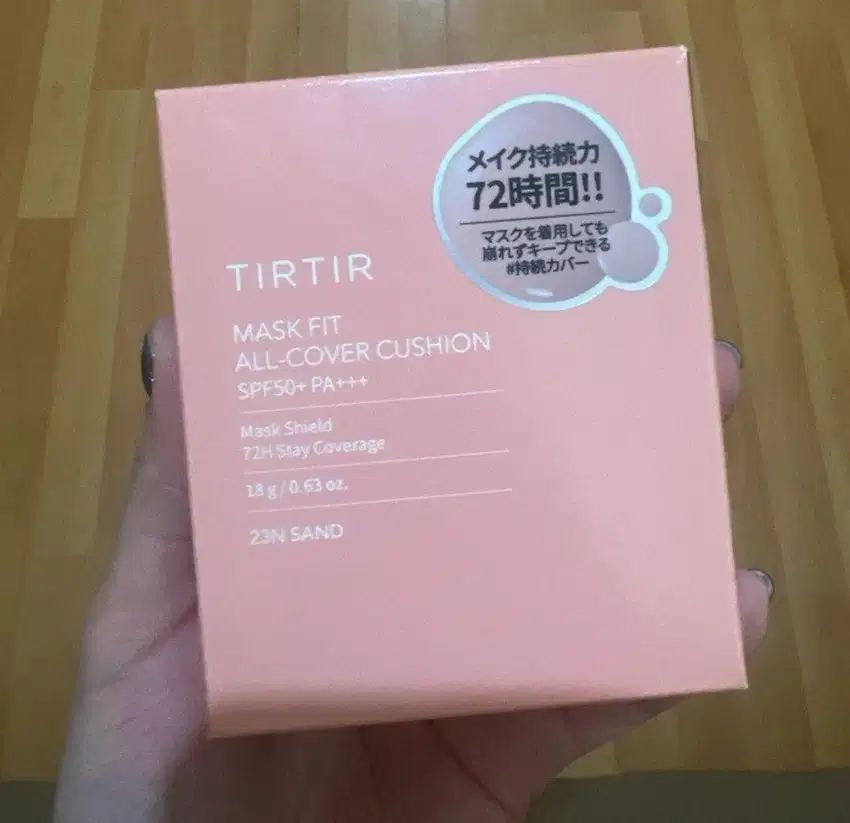 メイク持続力
72時間!!
マスクを着用しても
崩れずキープできる
#持続カバー
TIRTIR
MASK FIT
ALL-COVER CUSHION
SPF50+ PA+++
Mask Shield
72H Stay Coverage
18 g / 0.63 oz.
23N SAND